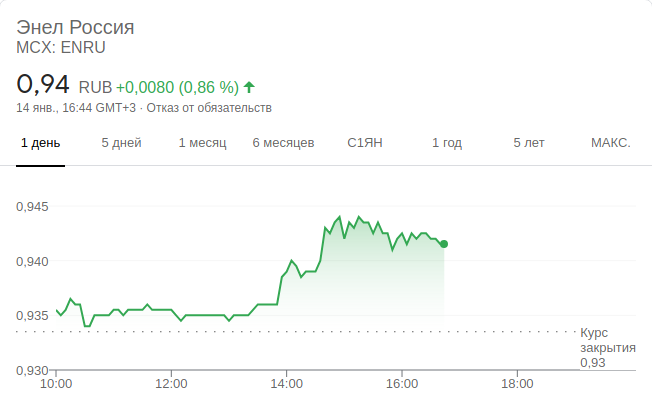 Энел Россия
MCX: ENRU
0,94 RUB +0,0080 (0,86 %)
14 янв., 16:44 GMT+3 · Отказ от обязательств
1 день 5 дней 1 месяц 6 месяцев С1ЯН 1 год 5 лет МАКС.
0,945
0,940
0,935
Курс
закрытия
0,93
0,930
10:00 12:00 14:00 16:00 18:00